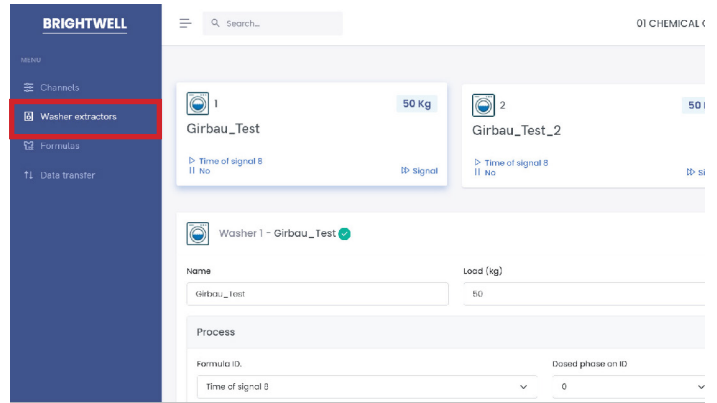 BRIGHTWELL
Search...
01 CHEMICAL
MENU
Channels
Washer extractors
Formulas
Data transfer
1
50 Kg
Girbau_Test
Time of signal 8
No
Signal
2
50
Girbau_Test_2
Time of signal 8
No
Washer 1 - Girbau_Test
Name
Load (kg)
Girbau_Test
50
Process
Formula ID.
Dosed phase on ID
Time of signal 8
0